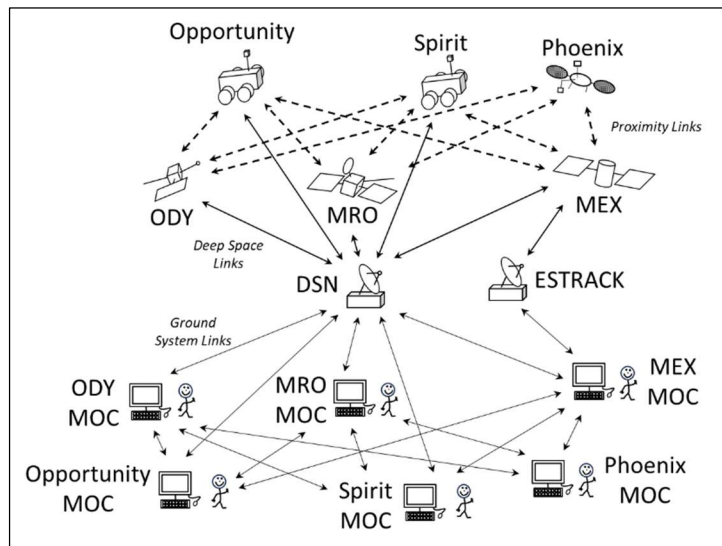 Opportunity
Spirit
Phoenix
Proximity Links
ODY
MRO
MEX
Deep Space
Links
DSN
ESTRACK
Ground
System Links
ODY
MOC
MRO
MOC
MEX
MOC
Opportunity
MOC
Spirit
MOC
Phoenix
MOC